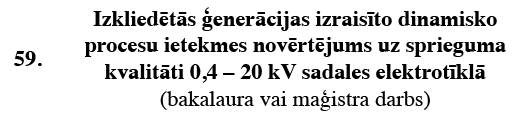 Izkliedētās ģenerācijas izraisīto dinamisko
59. procesu ietekmes novērtējums uz sprieguma
kvalitāti 0,4 – 20 kV sadales elektrotīklā
(bakalaura vai maģistra darbs)